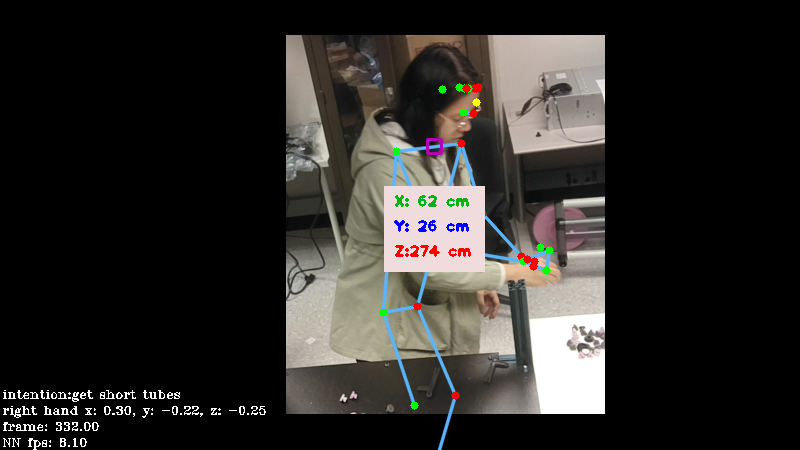 X: 62 cm
Y: 26 cm
Z:274 cm
intention:get short tubes
right hand x: 0.30, y: −0.22, z: −0.25
frame: 332.00
NN fps: 8.10